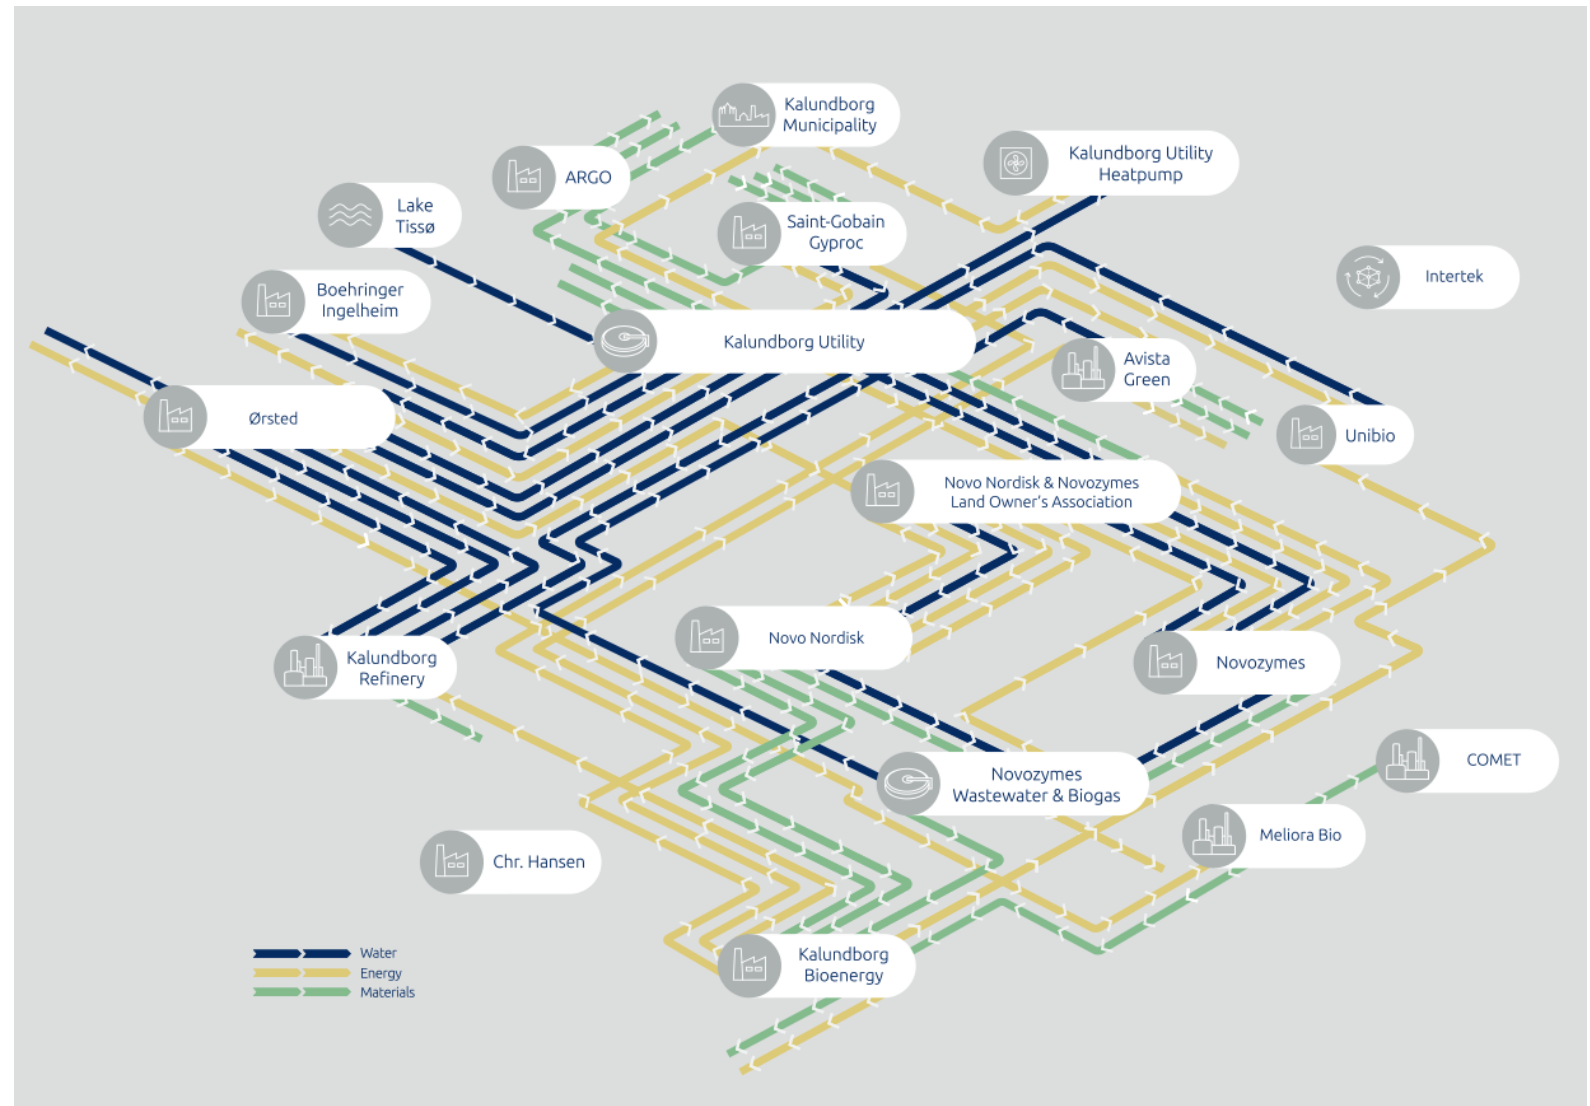 Kalundborg
Municipality
Kalundborg Utility
Heatpump
ARGO
Lake
Tissø
Saint-Gobain
Gyproc
Intertek
Boehringer
Ingelheim
Kalundborg Utility
Avista
Green
Ørsted
Unibio
Novo Nordisk & Novozymes
Land Owner's Association
Novo Nordisk
Kalundborg
Refinery
Novozymes
COMET
Novozymes
Wastewater & Biogas
Meliora Bio
Chr. Hansen
Kalundborg
Bioenergy
Water
Energy
Materials